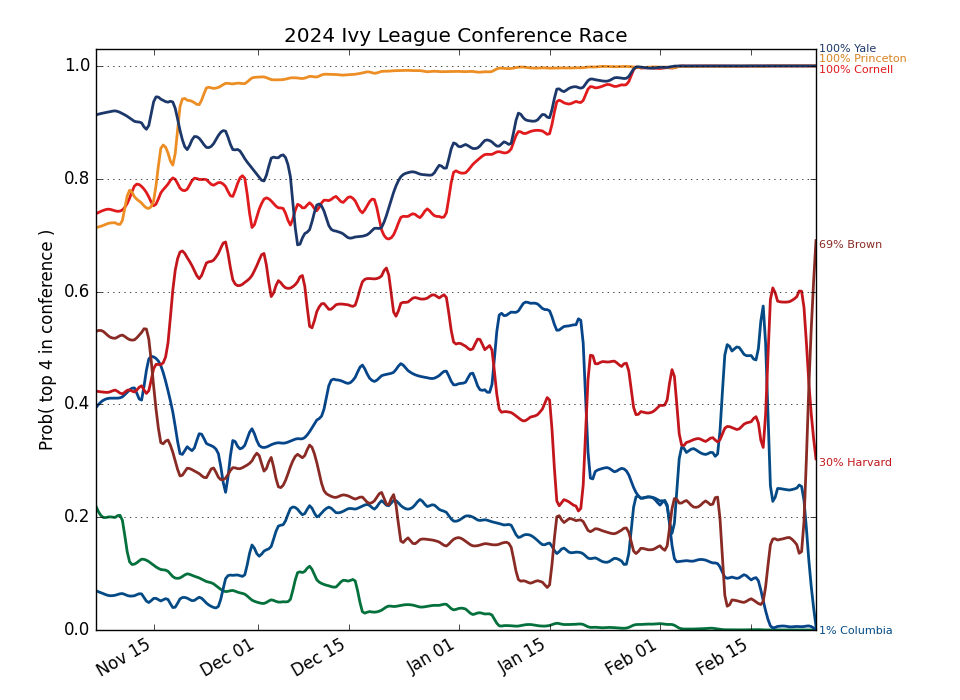 2024 Ivy League Conference Race
100% Yale
100% Princeton
100% Cornell
69% Brown
30% Harvard
1% Columbia
Prob( top 4 in conference )
1.0
0.8
0.6
0.4
0.2
0.0
Nov 15
Dec 01
Dec 15
Jan 01
Jan 15
Feb 01
Feb 15